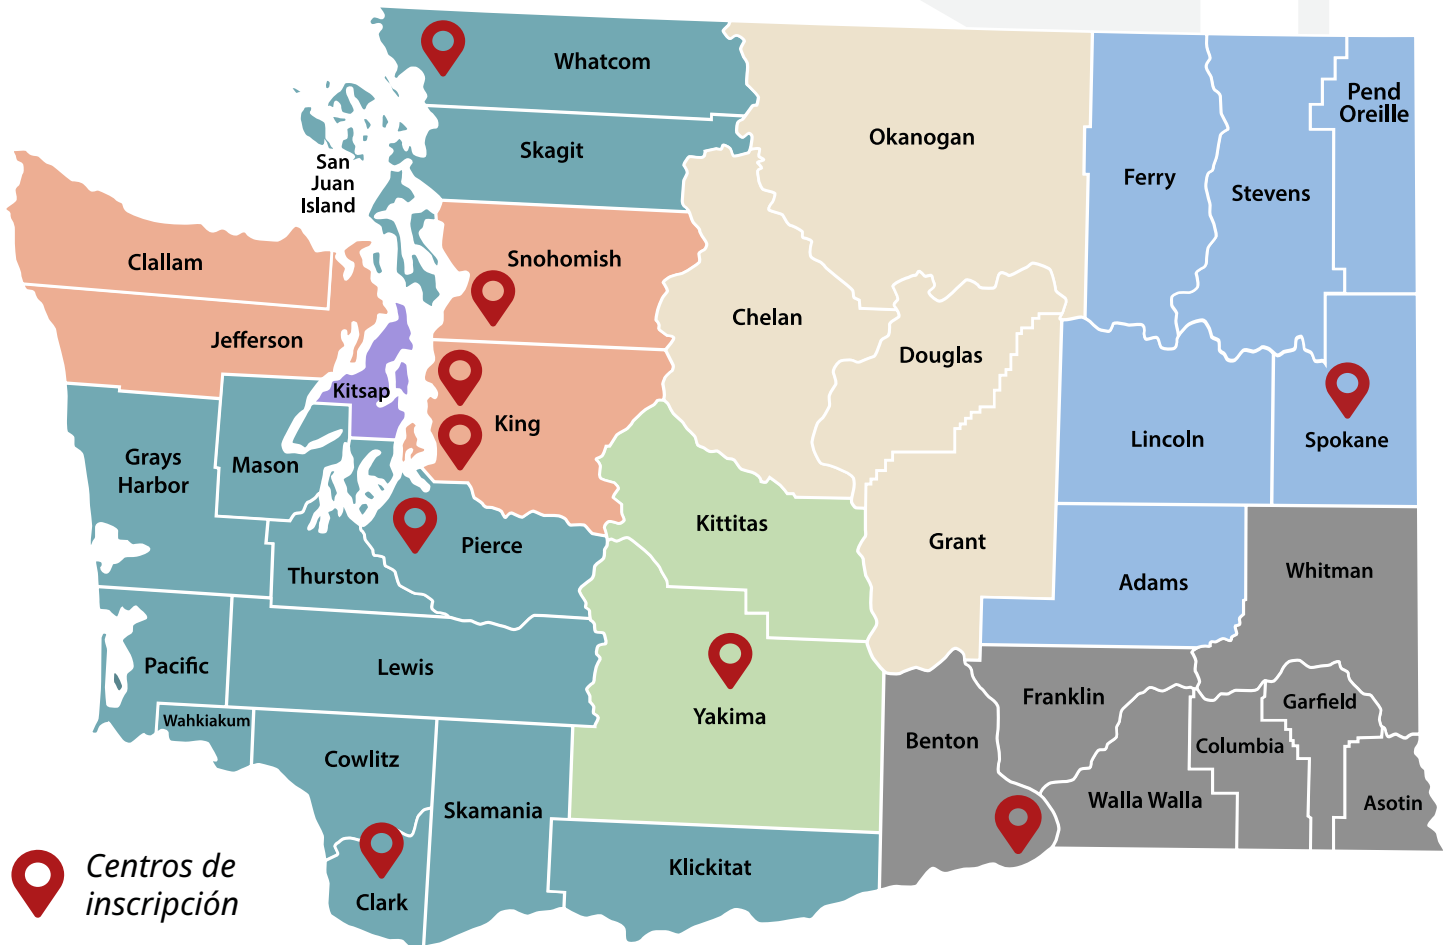 Whatcom
Skagit
San
Juan
Island
Okanogan
Ferry
Stevens
Pend
Oreille
Clallam
Snohomish
Jefferson
Chelan
Douglas
Kitsap
King
Lincoln
Spokane
Grays
Harbor
Mason
Pierce
Kittitas
Grant
Thurston
Adams
Whitman
Pacific
Lewis
Yakima
Franklin
Garfield
Wahkiakum
Benton
Columbia
Cowlitz
Skamania
Walla Walla
Asotin
Klickitat
Clark
Centros de
inscripción